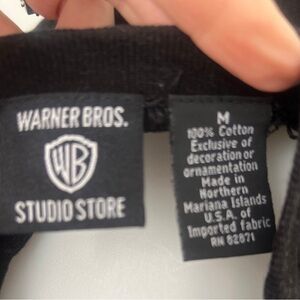 WARNER BROS.
WB
STUDIO STORE
M
100% Cotton
Exclusive of
decoration or
ornamentation
Made in
Northern
Mariana Islands
U.S.A. of
Imported fabric
RN 82871